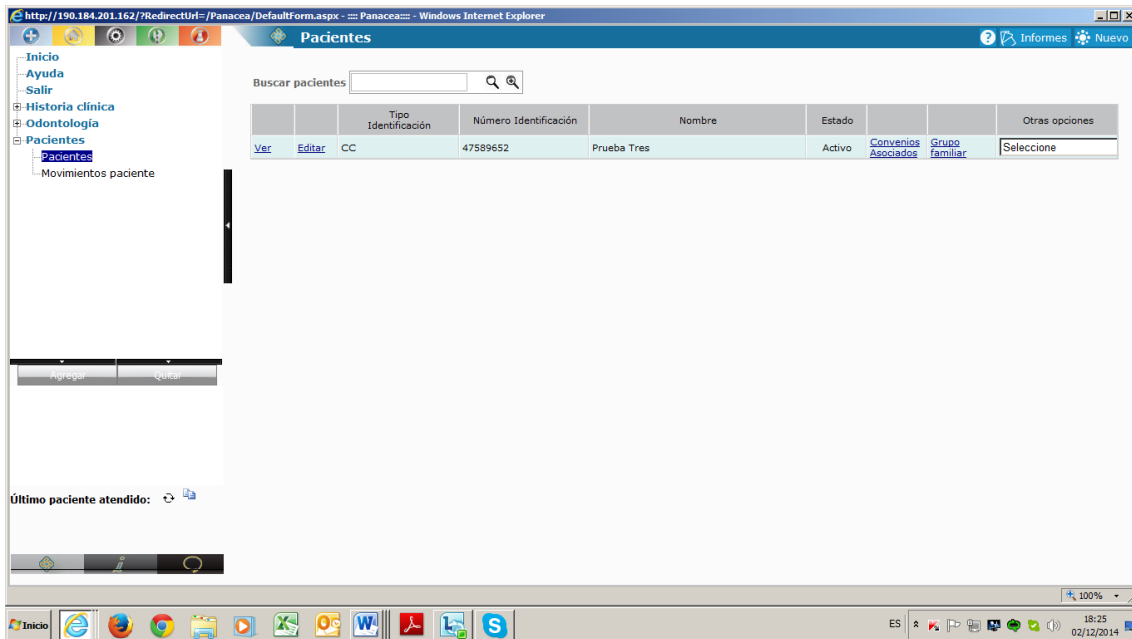 http://190.184.201.162/?RedirectUrl=/Panacea/DefaultForm.aspx - :::: Panacea:::: - Windows Internet Explorer
Pacientes
Informes
Nuevo
Inicio
Ayuda
Salir
Historia clínica
Odontología
Pacientes
Pacientes
Movimientos paciente
Buscar pacientes
Tipo Identificación Número Identificación Nombre Estado Otras opciones
Ver Editar CC 47589652 Prueba Tres Activo Convenios Asociados Grupo familiar Seleccione
Agregar Quitar
Último paciente atendido:
100%
Inicio
ES
18:25
02/12/2014